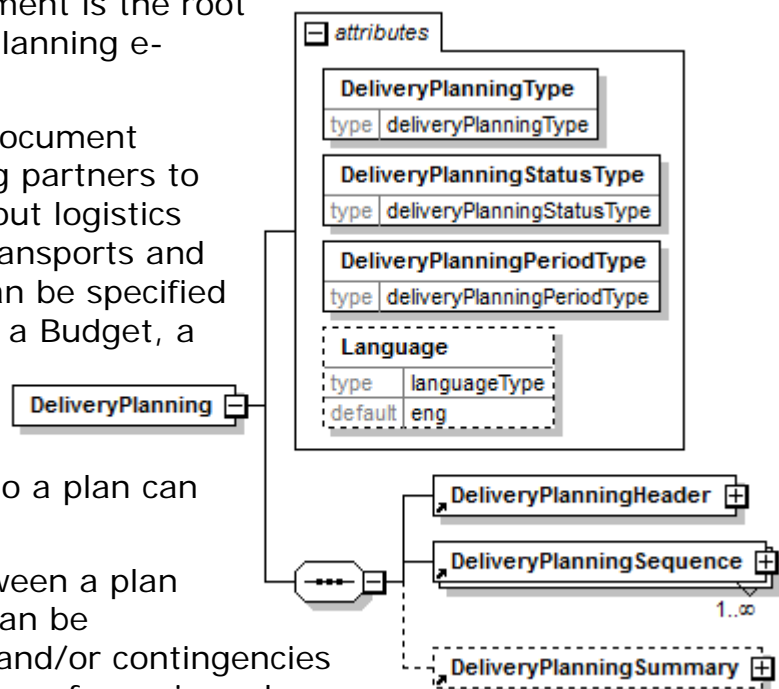 ment is the root
lanning e-
ocument
g partners to
out logistics
ansports and
an be specified
a Budget, a
o a plan can
ween a plan
an be
and/or contingencies
attributes
DeliveryPlanningType
type deliveryPlanningType
DeliveryPlanningStatusType
type deliveryPlanningStatusType
DeliveryPlanningPeriodType
type deliveryPlanningPeriodType
Language
type languageType
default eng
DeliveryPlanning
DeliveryPlanningHeader
DeliveryPlanningSequence
1..∞
DeliveryPlanningSummary